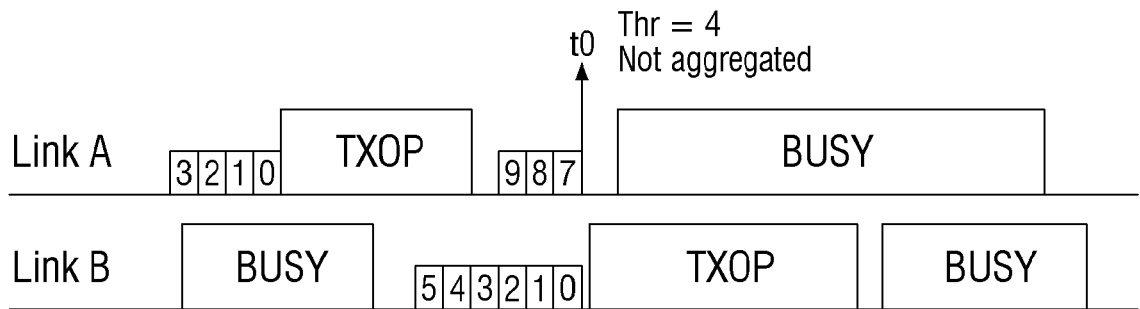 Thr = 4
t0 Not aggregated
Link A 3 2 1 0 TXOP 9 8 7 BUSY
Link B BUSY 5 4 3 2 1 0 TXOP BUSY